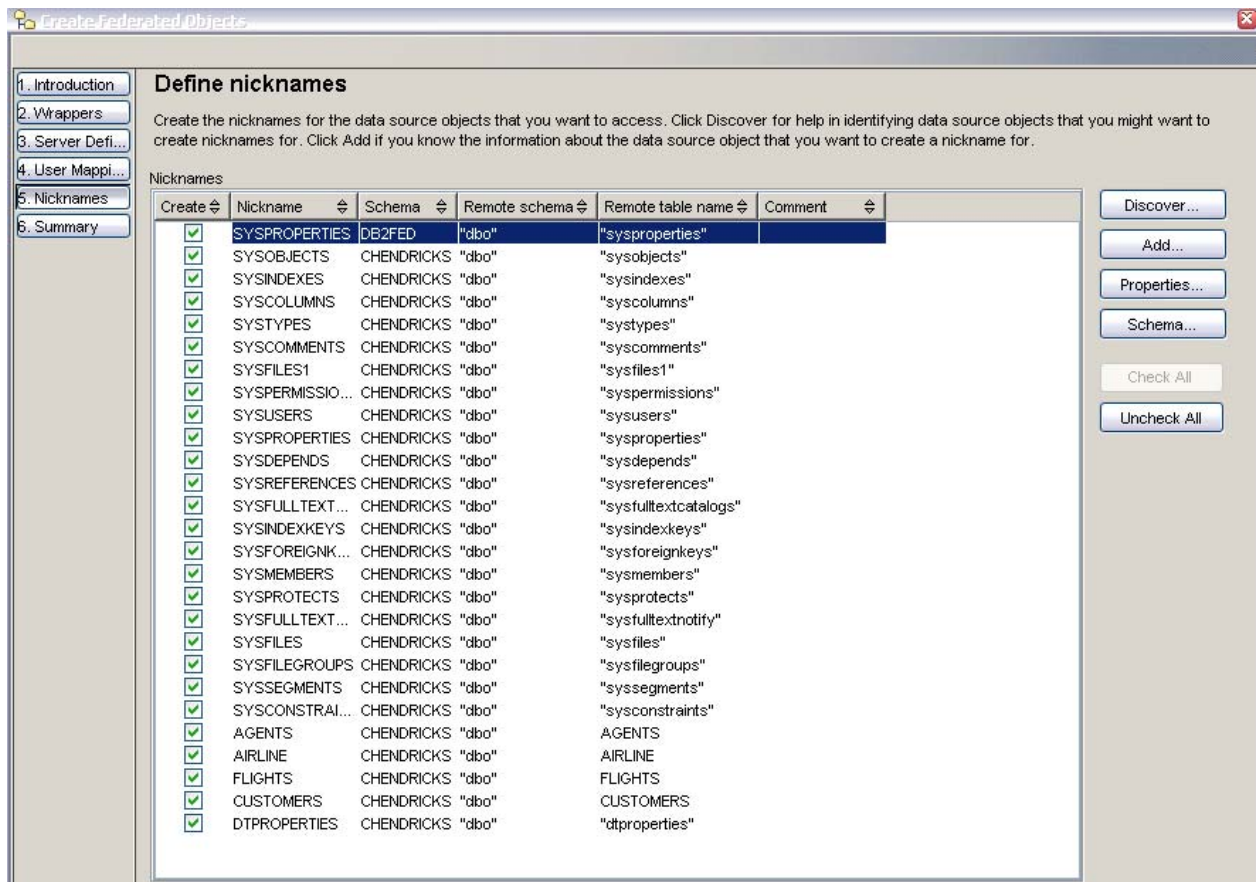 Create Federated Objects
1. Introduction
2. Wrappers
3. Server Defi...
4. User Mappi...
5. Nicknames
6. Summary
Define nicknames
Create the nicknames for the data source objects that you want to access. Click Discover for help in identifying data source objects that you might want to
create nicknames for. Click Add if you know the information about the data source object that you want to create a nickname for.
Nicknames
Create Nickname Schema Remote schema Remote table name Comment
SYSPROPERTIES DB2FED "dbo" "sysproperties"
SYSOBJECTS CHENDRICKS "dbo" "sysobjects"
SYSINDEXES CHENDRICKS "dbo" "sysindexes"
SYSCOLUMNS CHENDRICKS "dbo" "syscolumns"
SYSTYPES CHENDRICKS "dbo" "systypes"
SYSCOMMENTS CHENDRICKS "dbo" "syscomments"
SYSFILES1 CHENDRICKS "dbo" "sysfiles1"
SYSPERMISSIO... CHENDRICKS "dbo" "syspermissions"
SYSUSERS CHENDRICKS "dbo" "sysusers"
SYSPROPERTIES CHENDRICKS "dbo" "sysproperties"
SYSDEPENDS CHENDRICKS "dbo" "sysdepends"
SYSREFERENCES CHENDRICKS "dbo" "sysreferences"
SYSFULLTEXT... CHENDRICKS "dbo" "sysfulltextcatalogs"
SYSINDEXKEYS CHENDRICKS "dbo" "sysindexkeys"
SYSFOREIGNK... CHENDRICKS "dbo" "sysforeignkeys"
SYSMEMBERS CHENDRICKS "dbo" "sysmembers"
SYSPROTECTS CHENDRICKS "dbo" "sysprotects"
SYSFULLTEXT... CHENDRICKS "dbo" "sysfulltextnotify"
SYSFILES CHENDRICKS "dbo" "sysfiles"
SYSFILEGROUPS CHENDRICKS "dbo" "sysfilegroups"
SYSSEGMENTS CHENDRICKS "dbo" "syssegments"
SYSCONSTRAI... CHENDRICKS "dbo" "sysconstraints"
AGENTS CHENDRICKS "dbo" AGENTS
AIRLINE CHENDRICKS "dbo" AIRLINE
FLIGHTS CHENDRICKS "dbo" FLIGHTS
CUSTOMERS CHENDRICKS "dbo" CUSTOMERS
DTPROPERTIES CHENDRICKS "dbo" "dtproperties"
Discover...
Add...
Properties...
Schema...
Check All
Uncheck All